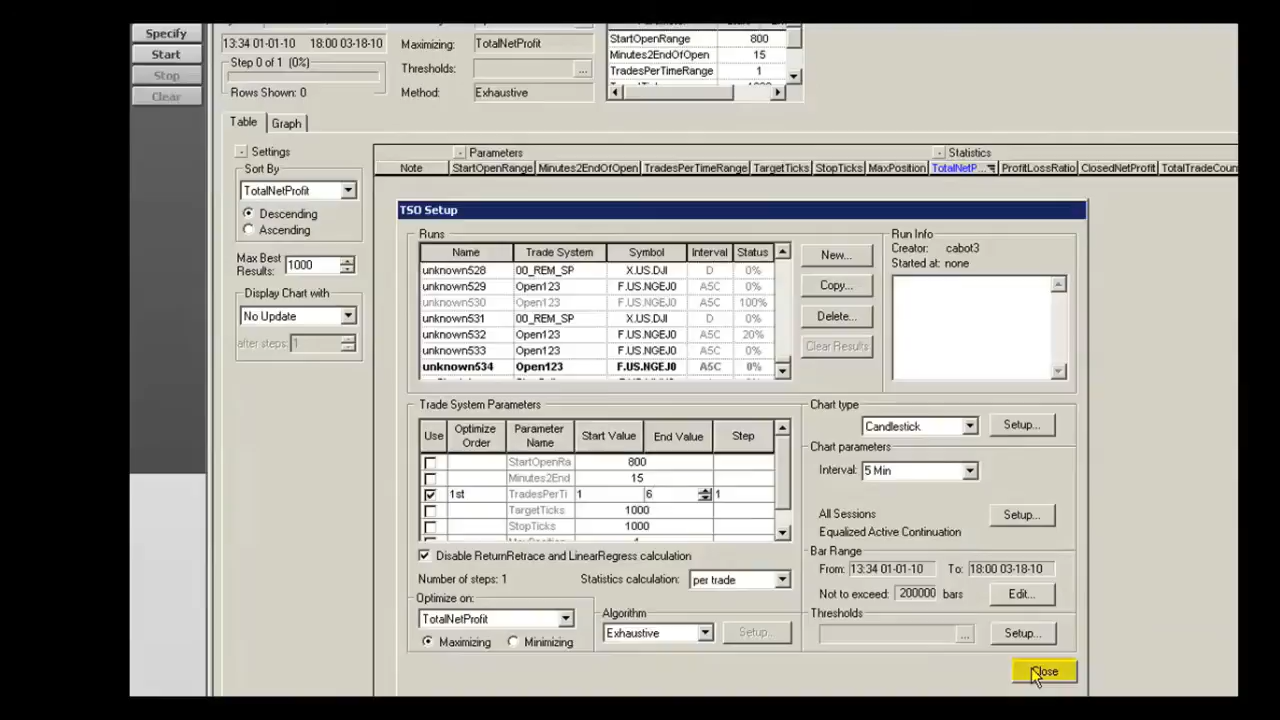 Specify
Start
Stop
Clear
13:34 01-01-10 18:00 03-18-10
Step 0 of 1 (0%)
Rows Shown: 0
Maximizing: TotalNetProfit
Thresholds: ...
Method: Exhaustive
StartOpenRange 800
Minutes2EndOfOpen 15
TradesPerTimeRange 1
Table Graph
- Settings
Sort By
TotalNetProfit
Descending
Ascending
Max Best
Results: 1000
Display Chart with
No Update
after steps: 1
- Parameters - Statistics
Note StartOpenRange Minutes2EndOfOpen TradesPerTimeRange TargetTicks StopTicks MaxPosition TotalNetP... ProfitLossRatio ClosedNetProfit TotalTradeCoun
TSO Setup
Runs
Name Trade System Symbol Interval Status
unknown528 00_REM_SP X.US.DJI D 0%
unknown529 Open123 F.US.NGEJ0 A5C 0%
unknown530 Open123 F.US.NGEJ0 A5C 100%
unknown531 00_REM_SP X.US.DJI D 0%
unknown532 Open123 F.US.NGEJ0 A5C 20%
unknown533 Open123 F.US.NGEJ0 A5C 0%
unknown534 Open123 F.US.NGEJ0 A5C 0%
New...
Copy...
Delete...
Clear Results
Run Info
Creator: cabot3
Started at: none
Trade System Parameters
Use Optimize Order Parameter Name Start Value End Value Step
StartOpenRa 800
Minutes2End 15
1st TradesPerTi 1 6 1
TargetTicks 1000
StopTicks 1000
Disable ReturnRetrace and LinearRegress calculation
Number of steps: 1 Statistics calculation: per trade
Optimize on:
TotalNetProfit
Maximizing Minimizing
Algorithm
Exhaustive Setup...
Chart type
Candlestick Setup...
Chart parameters
Interval: 5 Min
All Sessions Setup...
Equalized Active Continuation
Bar Range
From: 13:34 01-01-10 To: 18:00 03-18-10
Not to exceed: 200000 bars Edit...
Thresholds
... Setup...
Close